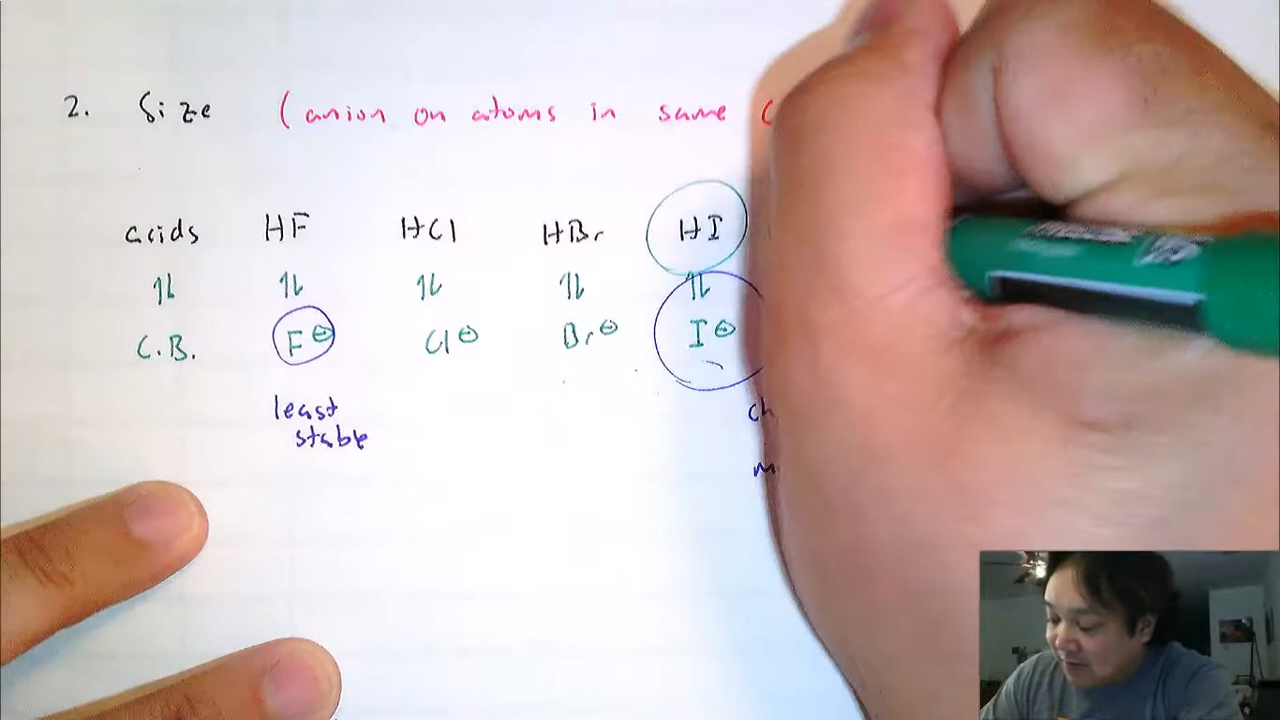 2. Size (anion on atoms in same
acids HF HCl HBr HI
⇅ ⇅ ⇅ ⇅ ⇅
C.B. F⊖ Cl⊖ Br⊖ I⊖
least
stable